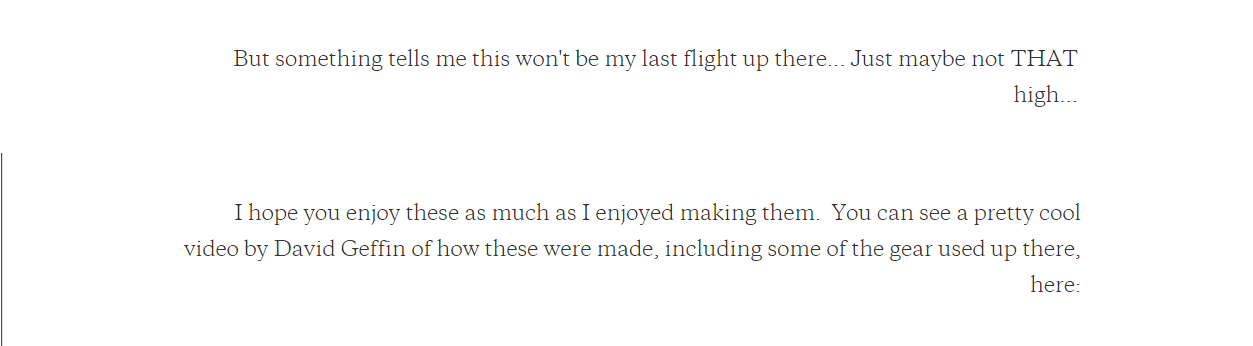 But something tells me this won't be my last flight up there... Just maybe not THAT
high...
I hope you enjoy these as much as I enjoyed making them.  You can see a pretty cool
video by David Geffin of how these were made, including some of the gear used up there,
here: